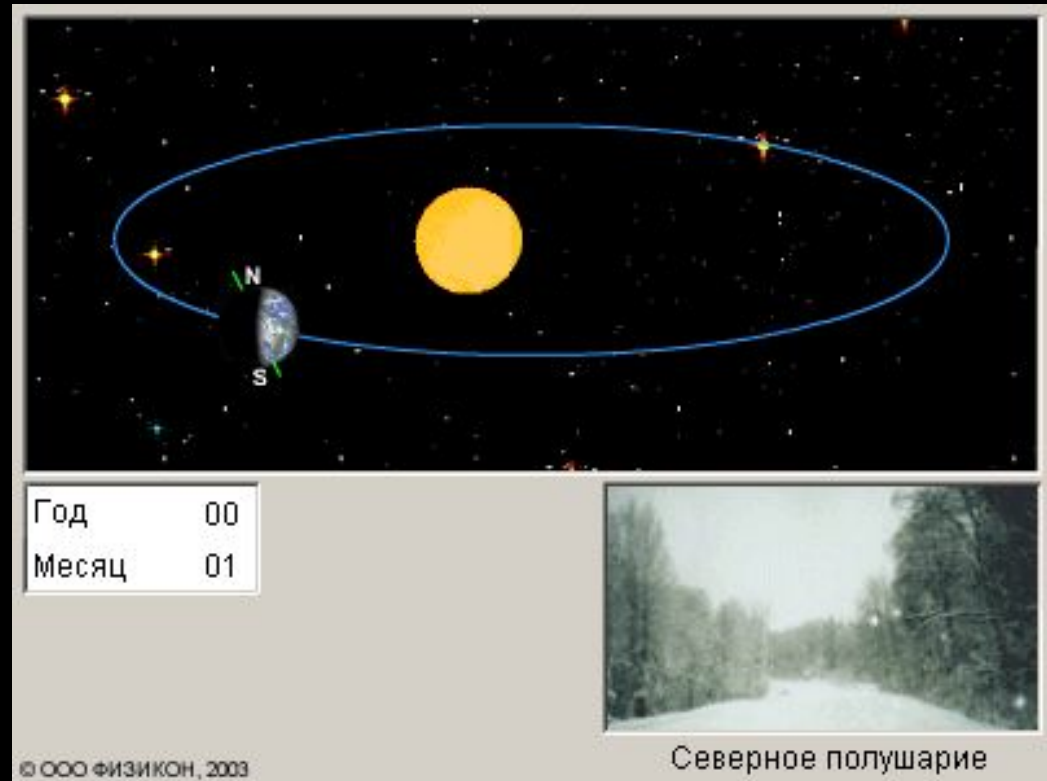 N
S
Год 00
Месяц 01
Северное полушарие
© ООО ФИЗИКОН, 2003